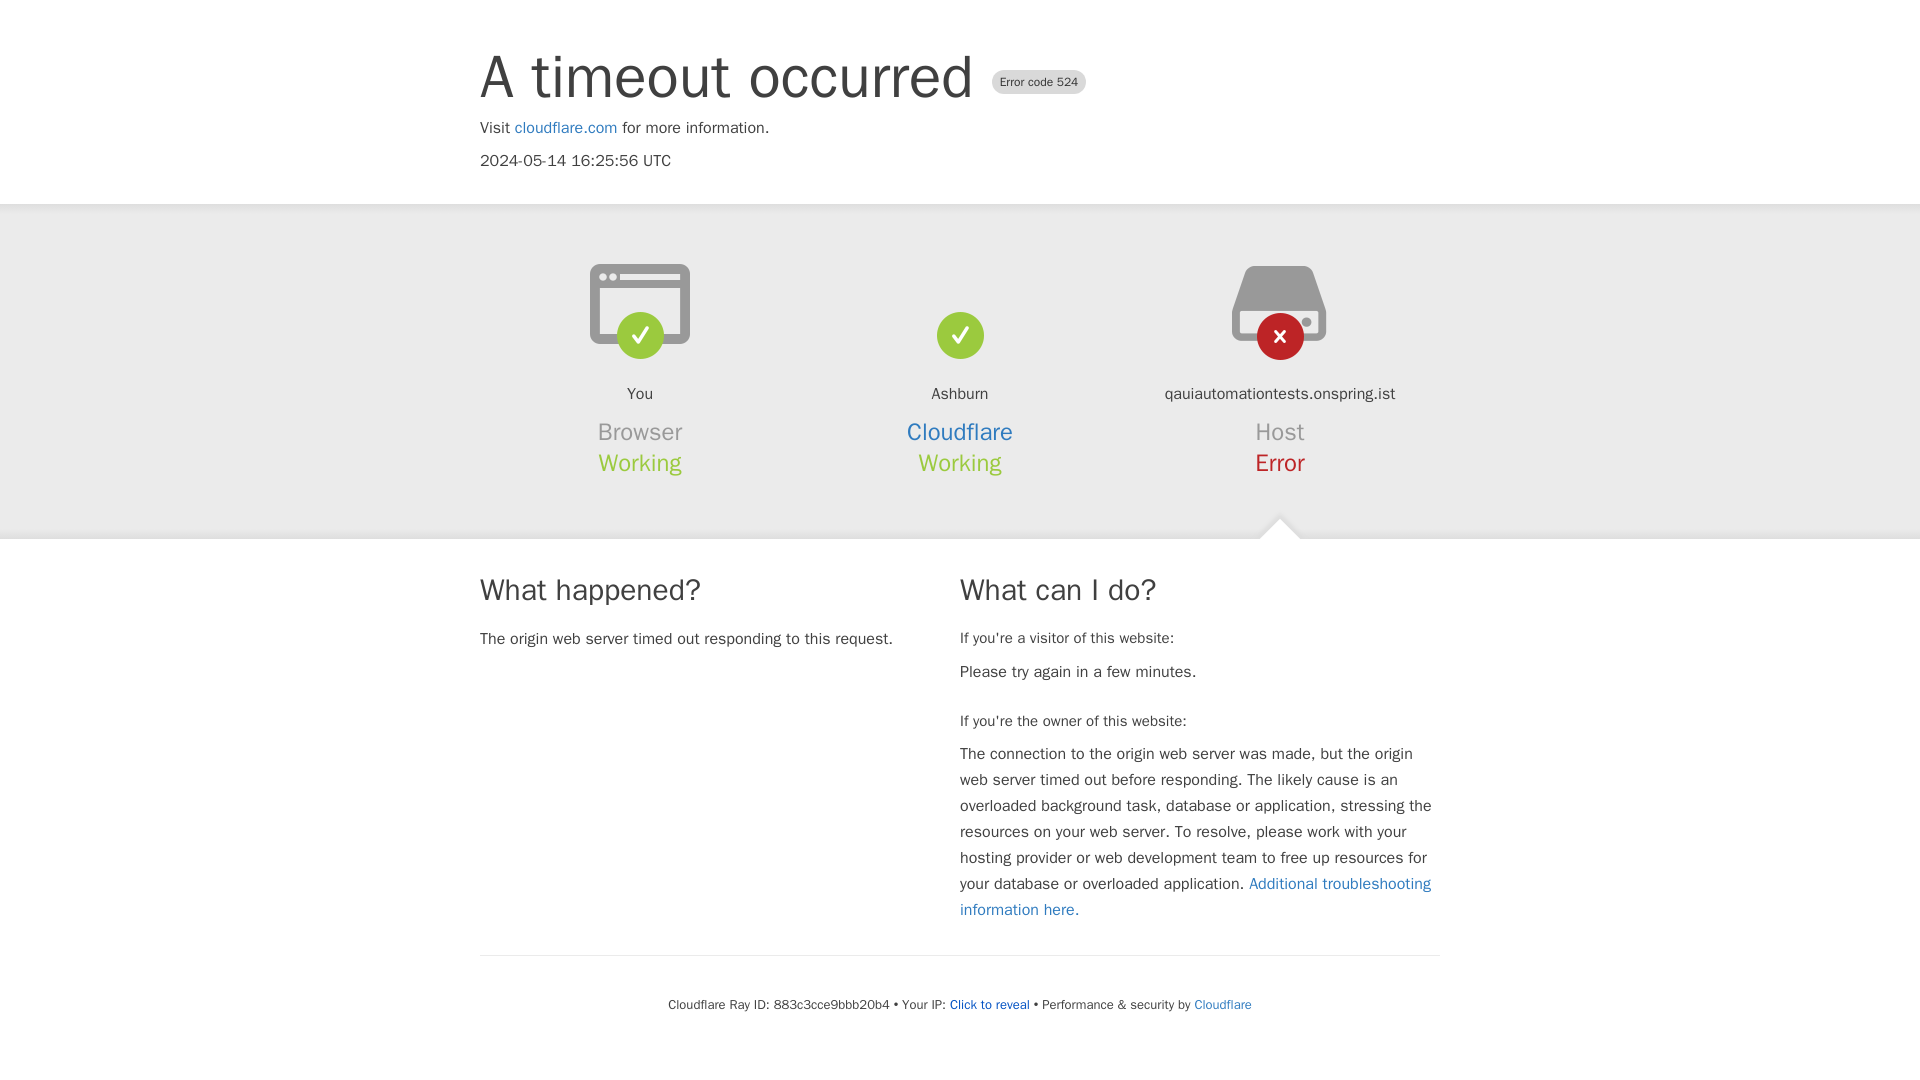 A timeout occurred Error code 524
Visit cloudflare.com for more information.
2024-05-14 16:25:56 UTC
You
Browser
Working
Ashburn
Cloudflare
Working
qauiautomationtests.onspring.ist
Host
Error
What happened?
The origin web server timed out responding to this request.
What can I do?
If you're a visitor of this website:
Please try again in a few minutes.
If you're the owner of this website:
The connection to the origin web server was made, but the origin
web server timed out before responding. The likely cause is an
overloaded background task, database or application, stressing the
resources on your web server. To resolve, please work with your
hosting provider or web development team to free up resources for
your database or overloaded application. Additional troubleshooting
information here.
Cloudflare Ray ID: 883c3cce9bbb20b4 • Your IP: Click to reveal • Performance & security by Cloudflare